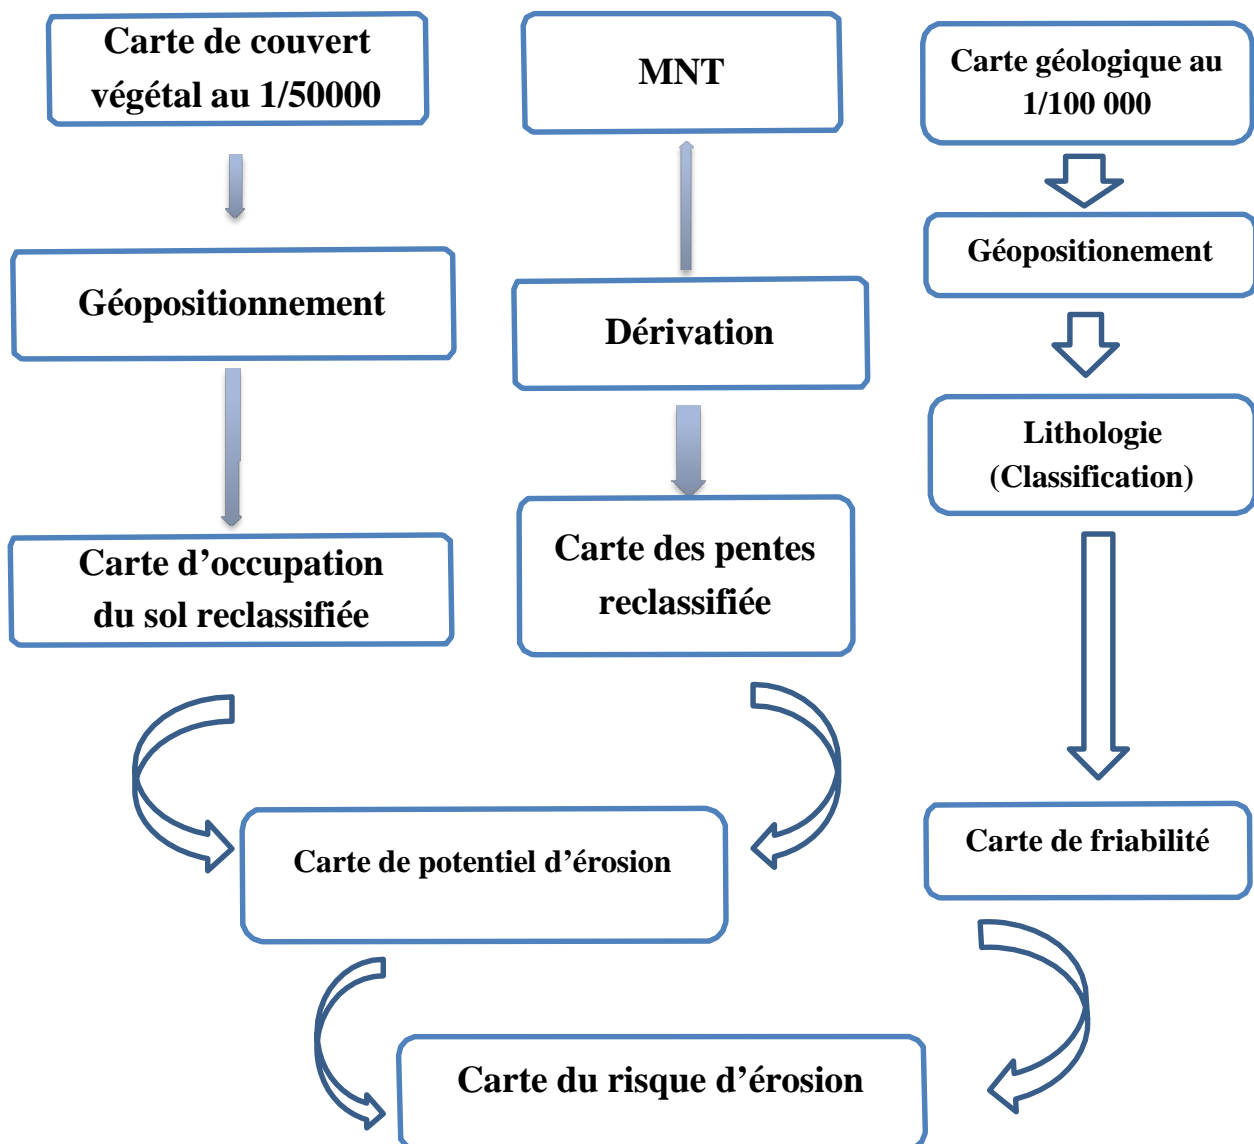 Carte de couvert
végétal au 1/50000
MNT
Carte géologique au
1/100 000
Géopositionnement
Dérivation
Géopositionement
Lithologie
(Classification)
Carte d’occupation
du sol reclassifiée
Carte des pentes
reclassifiée
Carte de potentiel d’érosion
Carte de friabilité
Carte du risque d’érosion